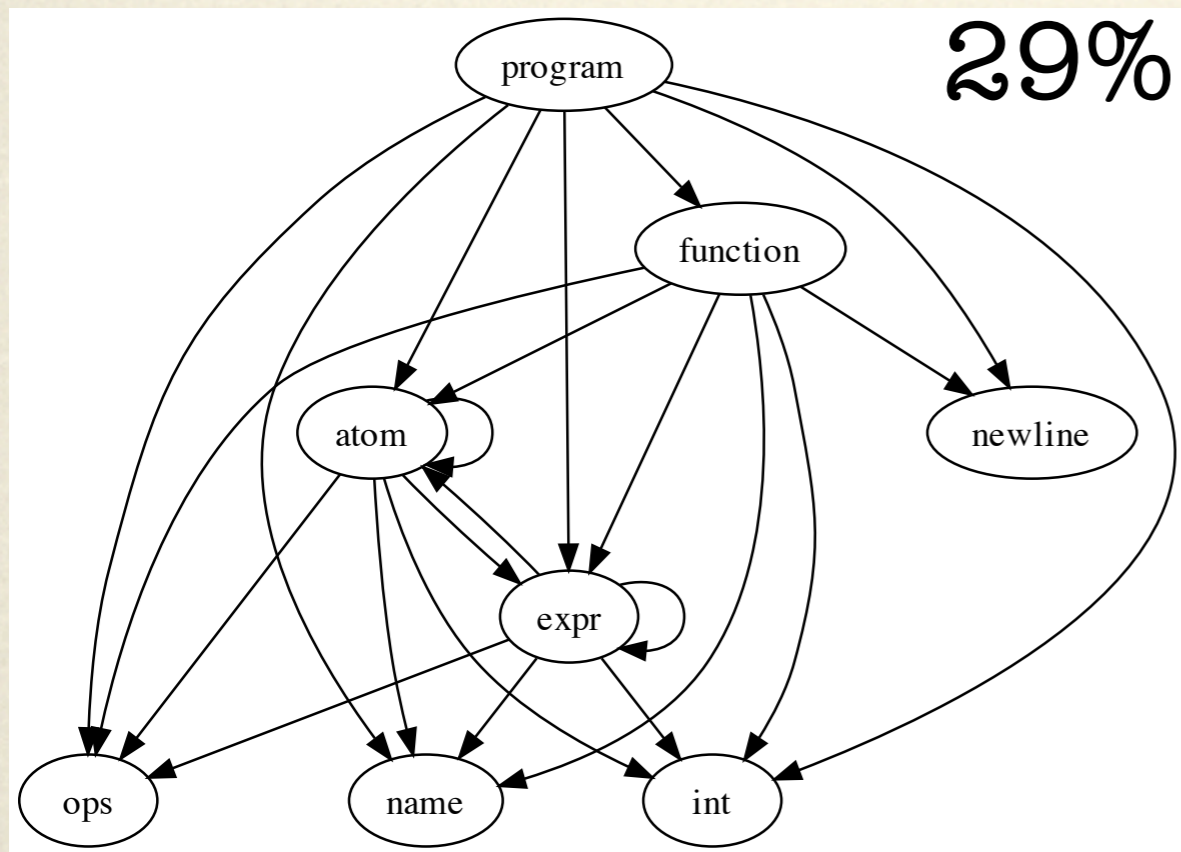 29%
program
function
atom
newline
expr
ops
name
int